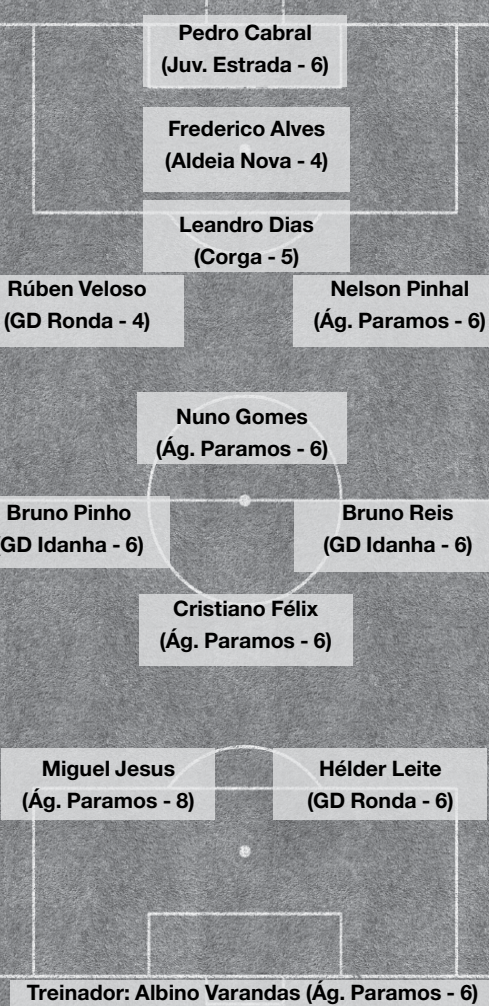 Pedro Cabral
(Juv. Estrada - 6)
Frederico Alves
(Aldeia Nova - 4)
Leandro Dias
(Corga - 5)
Rúben Veloso
(GD Ronda - 4)
Nelson Pinhal
(Ág. Paramos - 6)
Nuno Gomes
(Ág. Paramos - 6)
Bruno Pinho
(GD Idanha - 6)
Bruno Reis
(GD Idanha - 6)
Cristiano Félix
(Ág. Paramos - 6)
Miguel Jesus
(Ág. Paramos - 8)
Hélder Leite
(GD Ronda - 6)
Treinador: Albino Varandas (Ág. Paramos - 6)